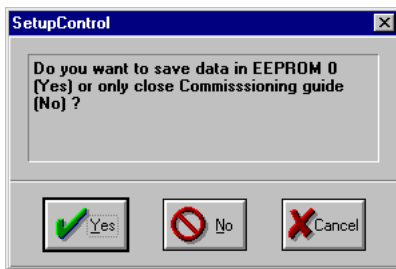 SetupControl
Do you want to save data in EEPROM 0
(Yes) or only close Commisssioning guide
(No) ?
Yes
No
Cancel